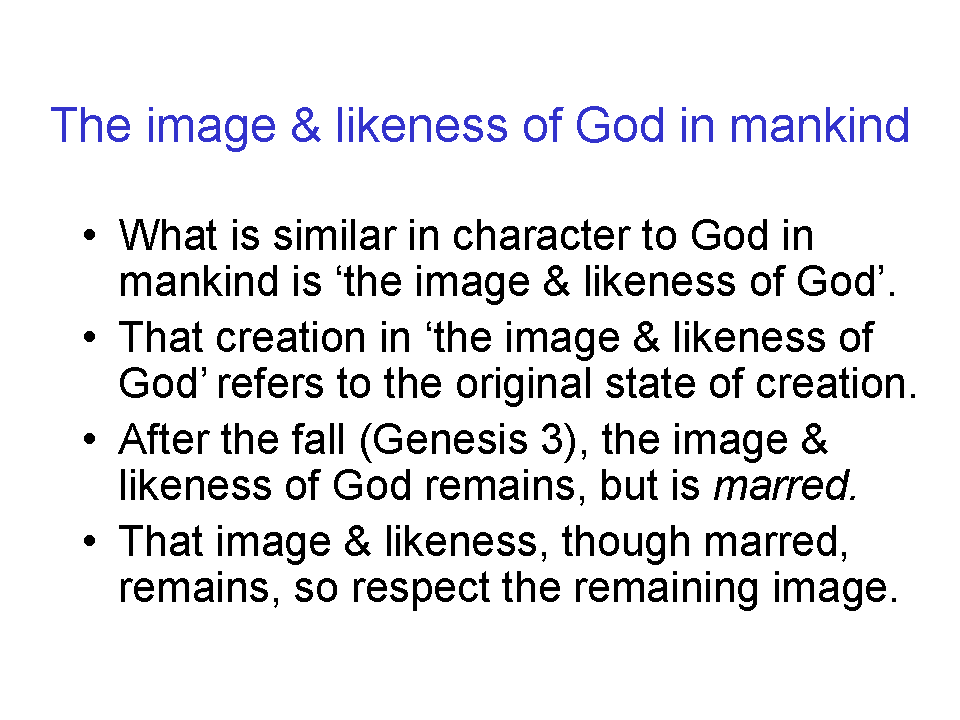 The image & likeness of God in mankind
• What is similar in character to God in
mankind is ‘the image & likeness of God’.
• That creation in ‘the image & likeness of
God’ refers to the original state of creation.
• After the fall (Genesis 3), the image &
likeness of God remains, but is marred.
• That image & likeness, though marred,
remains, so respect the remaining image.